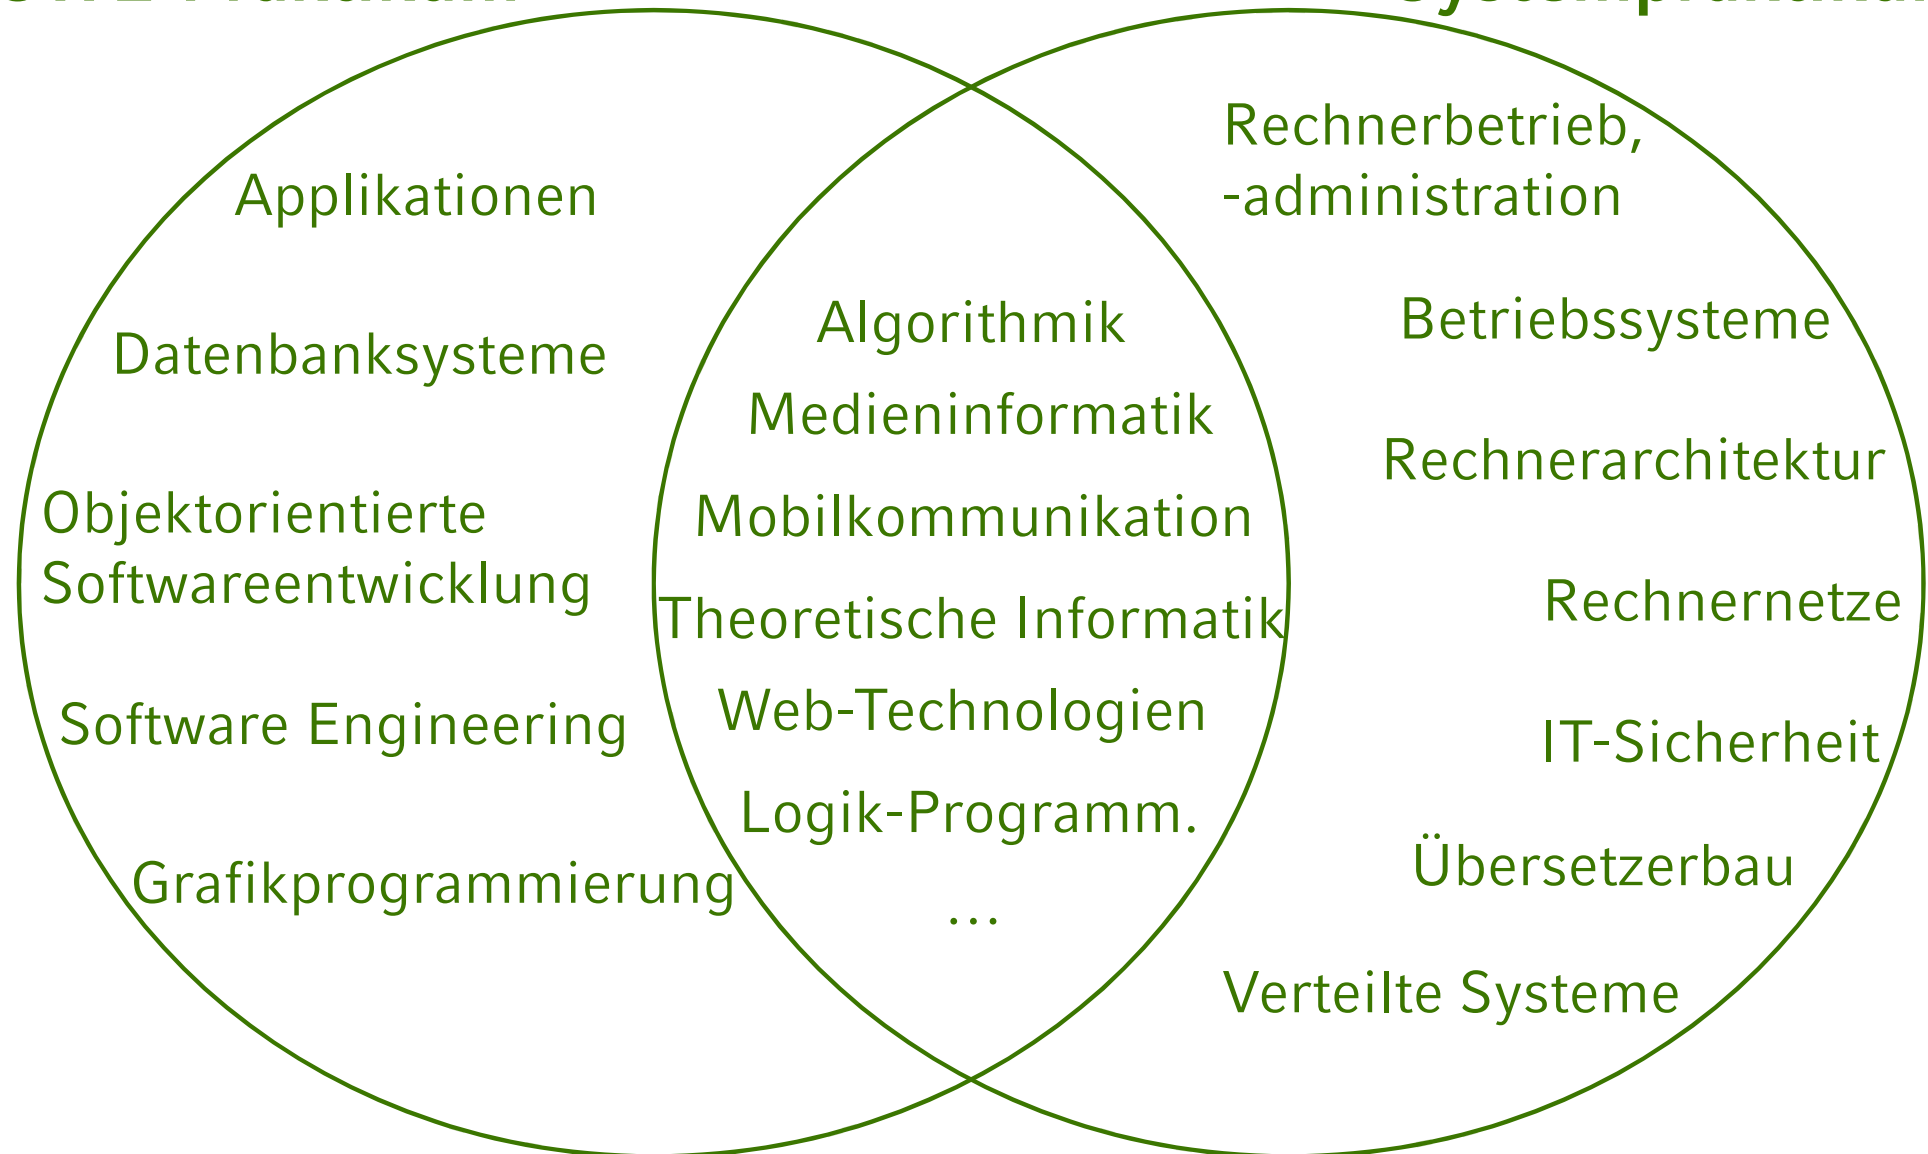 Applikationen
Datenbanksysteme
Objektorientierte
Softwareentwicklung
Software Engineering
Grafikprogrammierung
Algorithmik
Medieninformatik
Mobilkommunikation
Theoretische Informatik
Web-Technologien
Logik-Programm.
...
Rechnerbetrieb,
-administration
Betriebssysteme
Rechnerarchitektur
Rechnernetze
IT-Sicherheit
Übersetzerbau
Verteilte Systeme